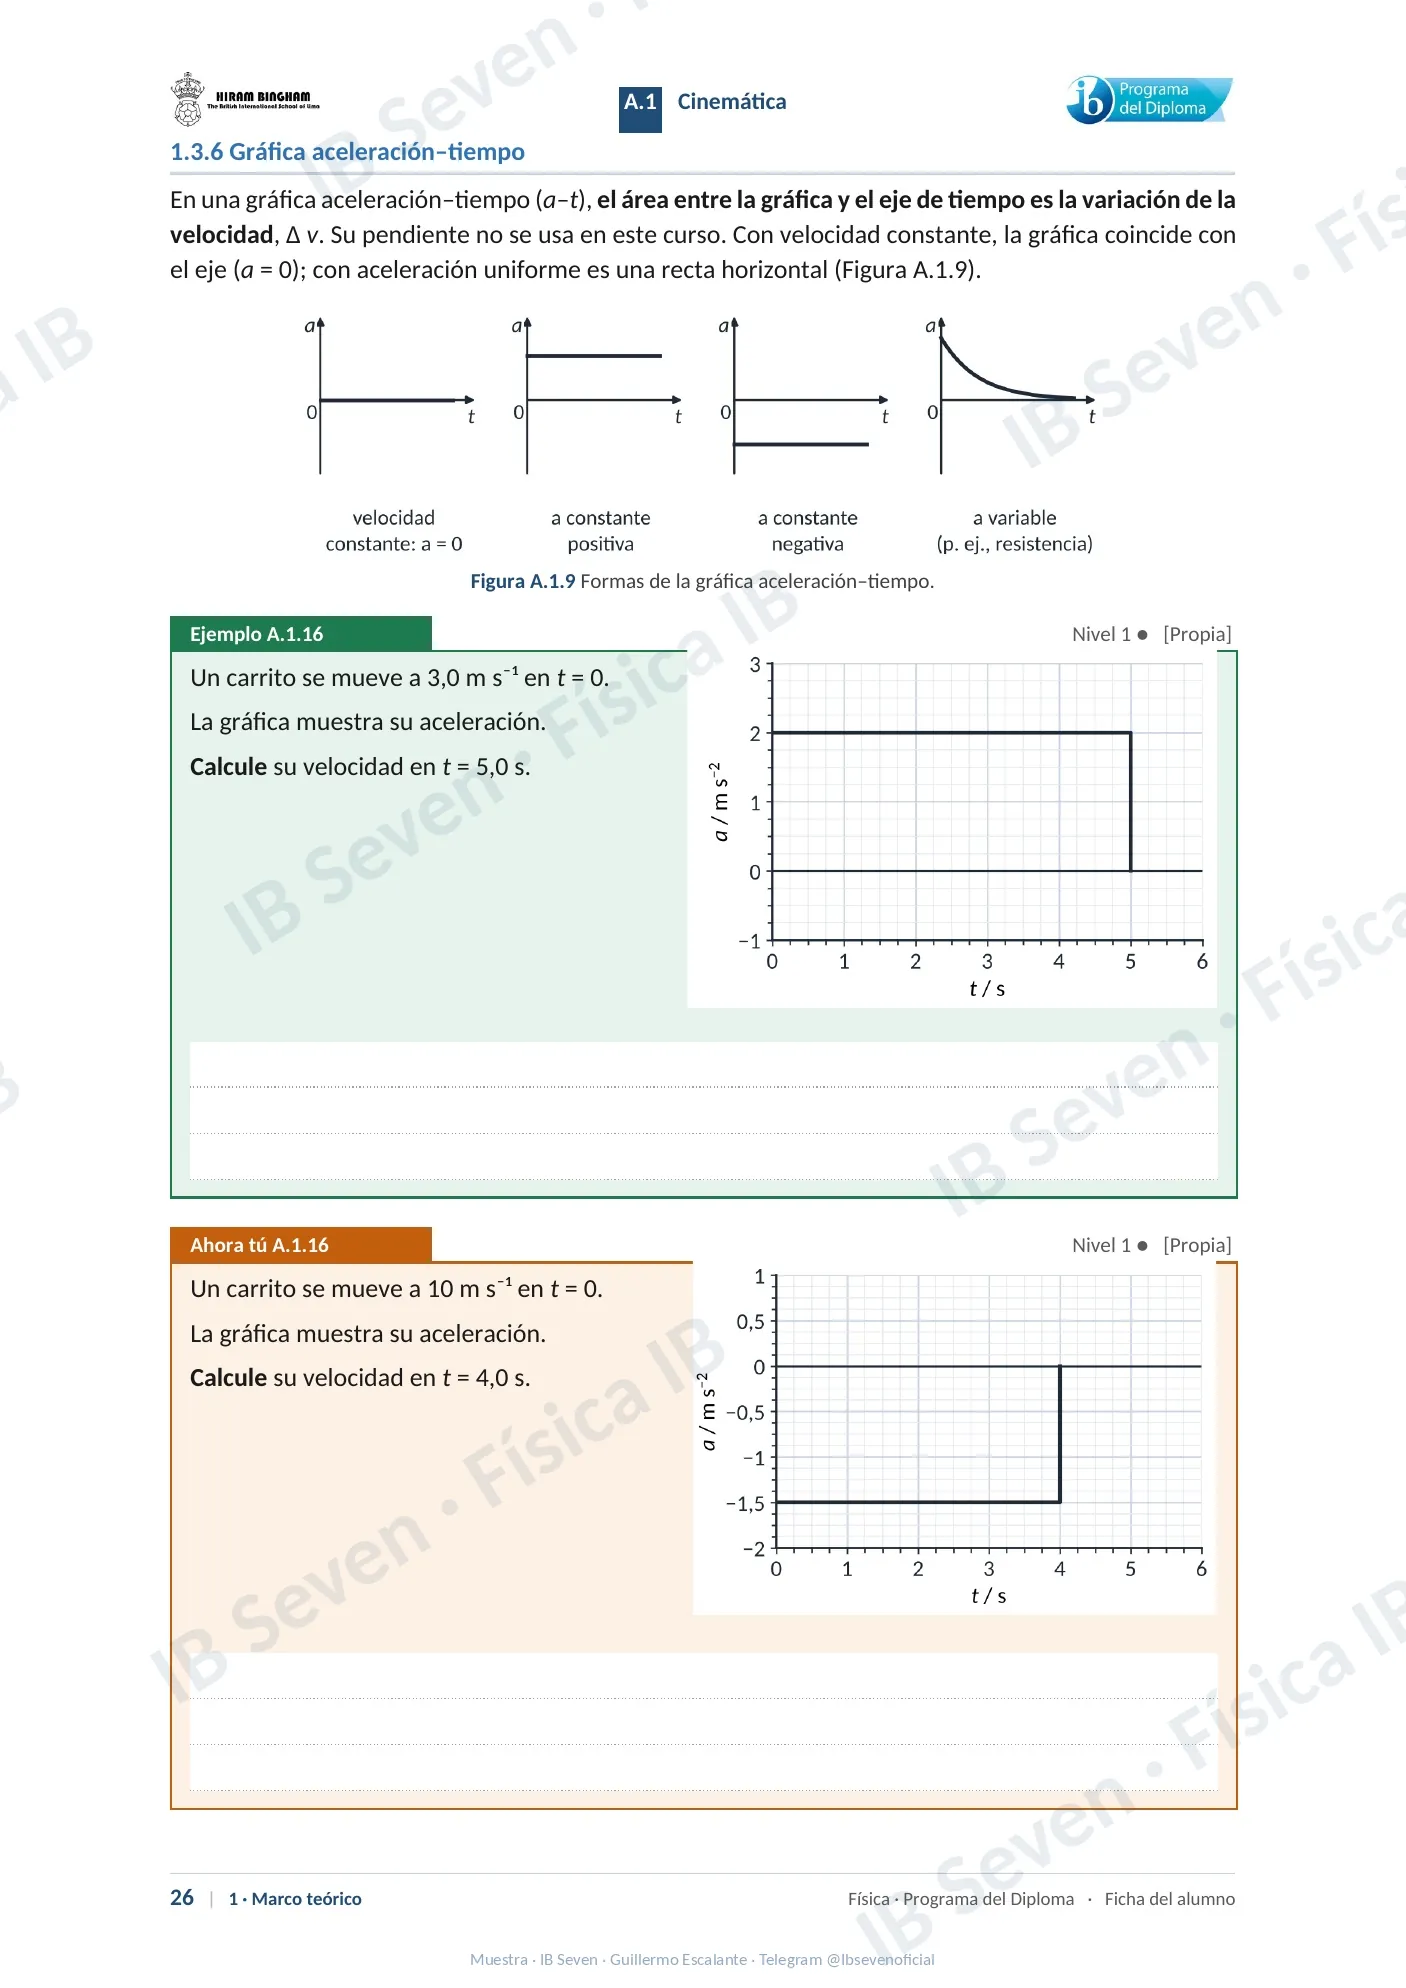 HIRAM BINGHAM
The British International School of Lima
A.1 Cinemática
Programa
del Diploma
1.3.6 Gráfica aceleración–tiempo
En una gráfica aceleración–tiempo (a–t), el área entre la gráfica y el eje de tiempo es la variación de la
velocidad, Δ v. Su pendiente no se usa en este curso. Con velocidad constante, la gráfica coincide con
el eje (a = 0); con aceleración uniforme es una recta horizontal (Figura A.1.9).
a a a a
0 t 0 t 0 t 0 t
velocidad
constante: a = 0
a constante
positiva
a constante
negativa
a variable
(p. ej., resistencia)
Figura A.1.9 Formas de la gráfica aceleración–tiempo.
Ejemplo A.1.16
Nivel 1 ● [Propia]
Un carrito se mueve a 3,0 m s⁻¹ en t = 0.
La gráfica muestra su aceleración.
Calcule su velocidad en t = 5,0 s.
3
2
1
0
−1
a / m s⁻²
0 1 2 3 4 5 6
t / s
Ahora tú A.1.16
Nivel 1 ● [Propia]
Un carrito se mueve a 10 m s⁻¹ en t = 0.
La gráfica muestra su aceleración.
Calcule su velocidad en t = 4,0 s.
1
0,5
0
−0,5
−1
−1,5
−2
a / m s⁻²
0 1 2 3 4 5 6
t / s
26 | 1 · Marco teórico
Física · Programa del Diploma · Ficha del alumno
Muestra · IB Seven · Guillermo Escalante · Telegram @Ibsevenoficial
IB Seven · Física IB